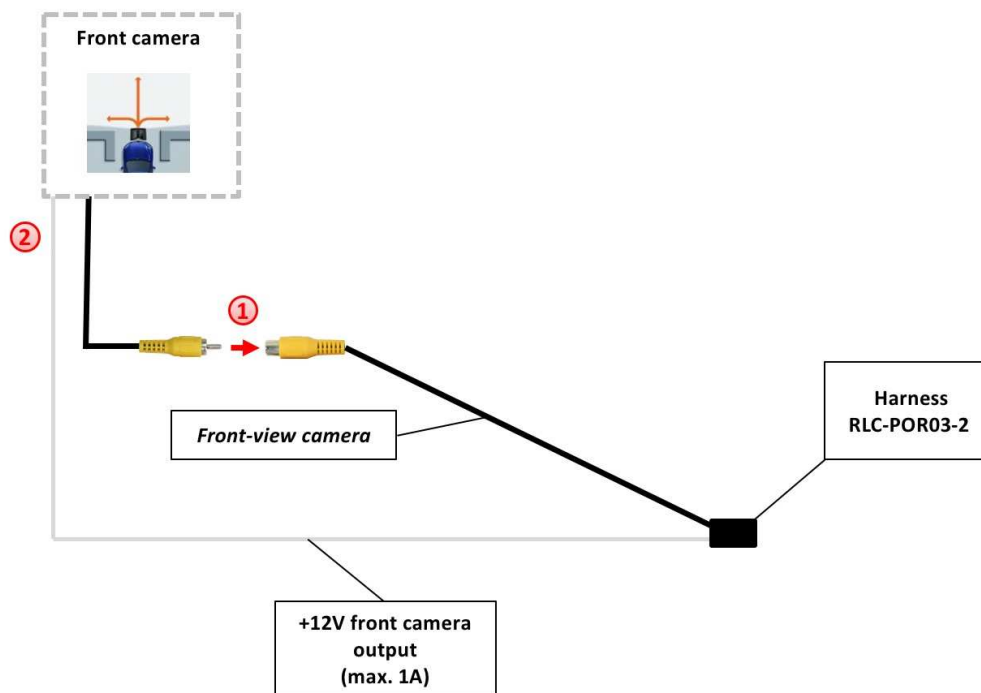 Front camera
2
1
Front-view camera
Harness
RLC-POR03-2
+12V front camera
output
(max. 1A)